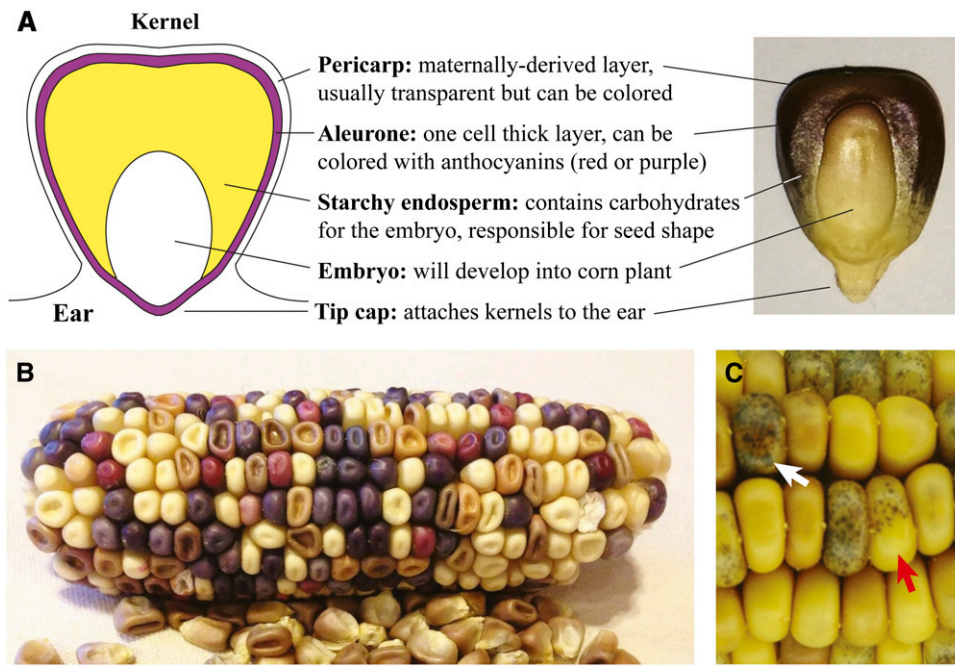 A
Kernel
Pericarp: maternally-derived layer,
usually transparent but can be colored
Aleurone: one cell thick layer, can be
colored with anthocyanins (red or purple)
Starchy endosperm: contains carbohydrates
for the embryo, responsible for seed shape
Embryo: will develop into corn plant
Ear
Tip cap: attaches kernels to the ear
B
C